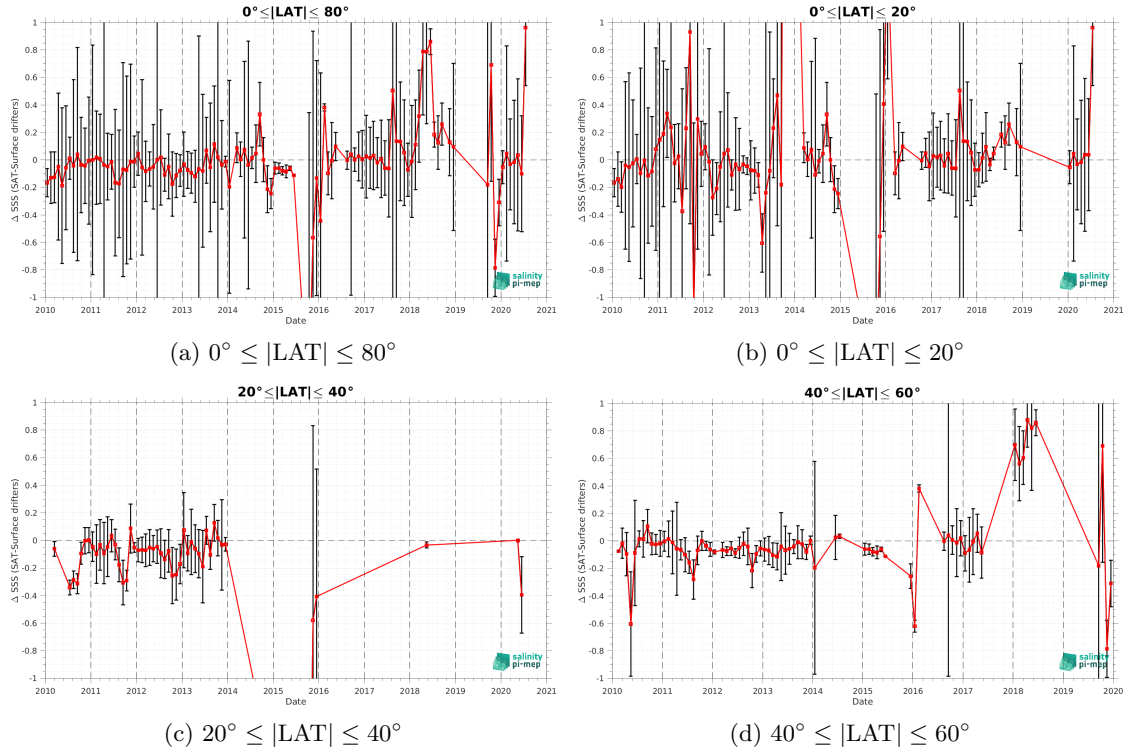 0°≤|LAT|≤ 80°
Δ SSS (SAT-Surface drifters)
1
0.8
0.6
0.4
0.2
0
-0.2
-0.4
-0.6
-0.8
-1
2010 2011 2012 2013 2014 2015 2016 2017 2018 2019 2020 2021
Date
salinity
pi-mep
(a) 0° ≤ |LAT| ≤ 80°
0°≤|LAT|≤ 20°
Δ SSS (SAT-Surface drifters)
1
0.8
0.6
0.4
0.2
0
-0.2
-0.4
-0.6
-0.8
-1
2010 2011 2012 2013 2014 2015 2016 2017 2018 2019 2020 2021
Date
salinity
pi-mep
(b) 0° ≤ |LAT| ≤ 20°
20°≤|LAT|≤ 40°
Δ SSS (SAT-Surface drifters)
1
0.8
0.6
0.4
0.2
0
-0.2
-0.4
-0.6
-0.8
-1
2010 2011 2012 2013 2014 2015 2016 2017 2018 2019 2020 2021
Date
salinity
pi-mep
(c) 20° ≤ |LAT| ≤ 40°
40°≤|LAT|≤ 60°
Δ SSS (SAT-Surface drifters)
1
0.8
0.6
0.4
0.2
0
-0.2
-0.4
-0.6
-0.8
-1
2010 2011 2012 2013 2014 2015 2016 2017 2018 2019 2020
Date
salinity
pi-mep
(d) 40° ≤ |LAT| ≤ 60°